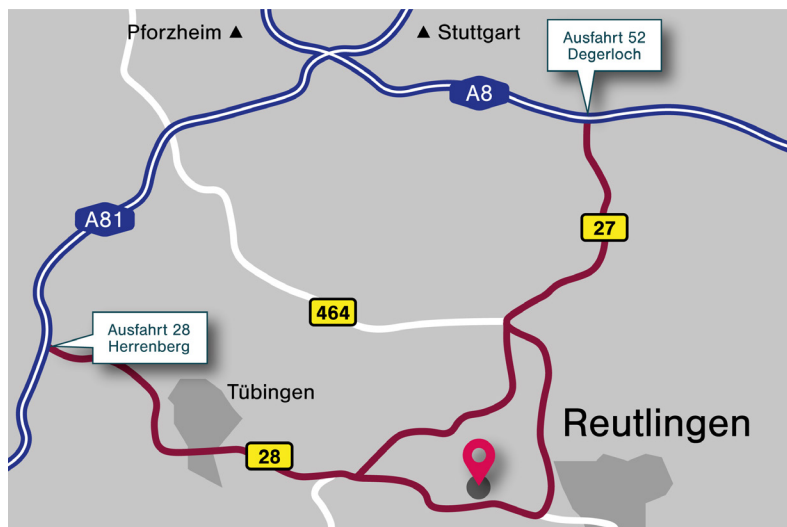 Pforzheim ▲
▲ Stuttgart
Ausfahrt 52
Degerloch
A8
A81
27
464
Ausfahrt 28
Herrenberg
Tübingen
Reutlingen
28